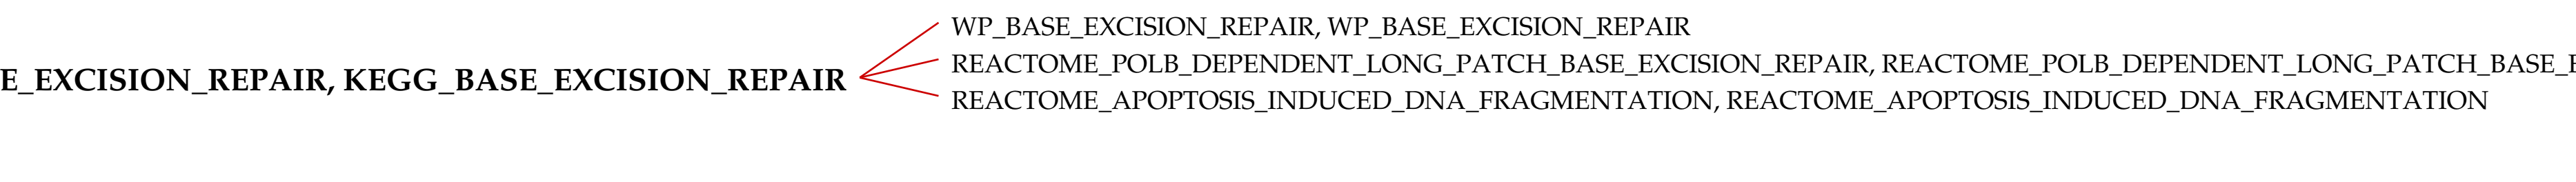 E_EXCISION_REPAIR, KEGG_BASE_EXCISION_REPAIR
WP_BASE_EXCISION_REPAIR, WP_BASE_EXCISION_REPAIR
REACTOME_POLB_DEPENDENT_LONG_PATCH_BASE_EXCISION_REPAIR, REACTOME_POLB_DEPENDENT_LONG_PATCH_BASE_E
REACTOME_APOPTOSIS_INDUCED_DNA_FRAGMENTATION, REACTOME_APOPTOSIS_INDUCED_DNA_FRAGMENTATION